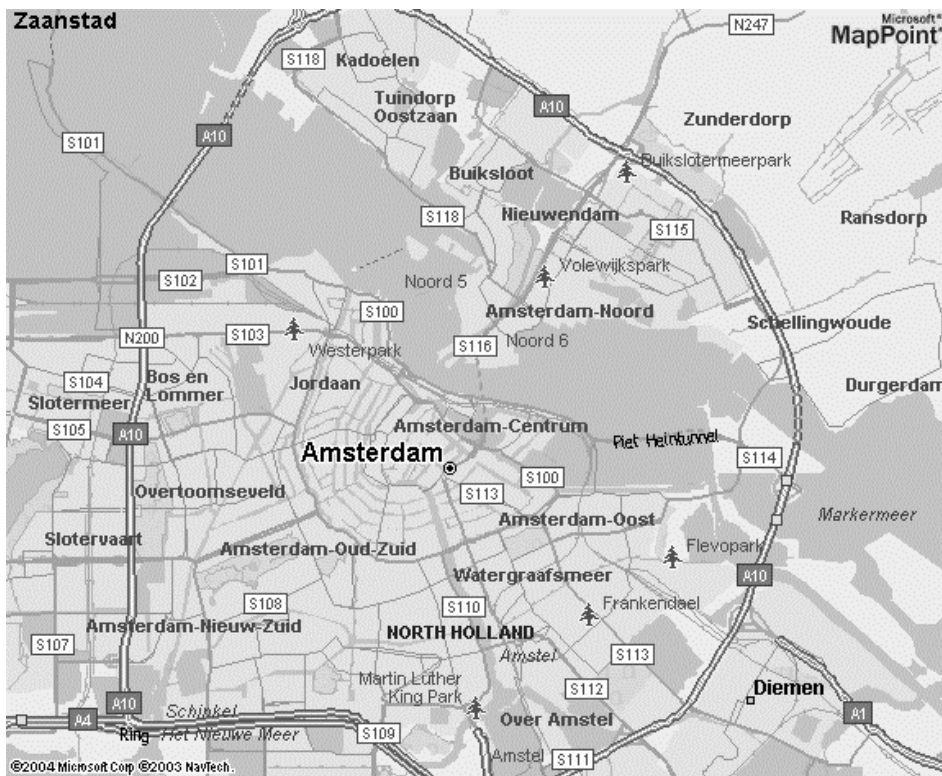 Zaanstad
Microsoft
MapPoint
N247
S118
Kadoelen
Tuindorp
Oostzaan
A10
Zunderdorp
A10
S101
Buikslotermeerpark
Buiksloot
S118
Nieuwendam
Ransdorp
S115
S101
S102
Noord 5
Volewijkspark
S100
Amsterdam-Noord
Schellingwoude
N200
S103
Westerpark
S116
Noord 6
S104
Slotermeer
Bos en
Lommer
Jordaan
Durgerdam
S105
A10
Amsterdam-Centrum
Piet Heintunnel
Amsterdam
S114
S100
Overtoomseveld
S113
Markermeer
Amsterdam-Oost
Slotervaart
Amsterdam-Oud-Zuid
Flevopark
Watergraafsmeer
A10
S108
S110
Frankendael
Amsterdam-Nieuw-Zuid
NORTH HOLLAND
S107
Amstel
S113
Martin Luther
King Park
S112
Diemen
A10
Schinkel
A4
Over Amstel
A1
Ring
Het Nieuwe Meer
S109
Amstel
S111
©2004 Microsoft Corp ©2003 NavTech.